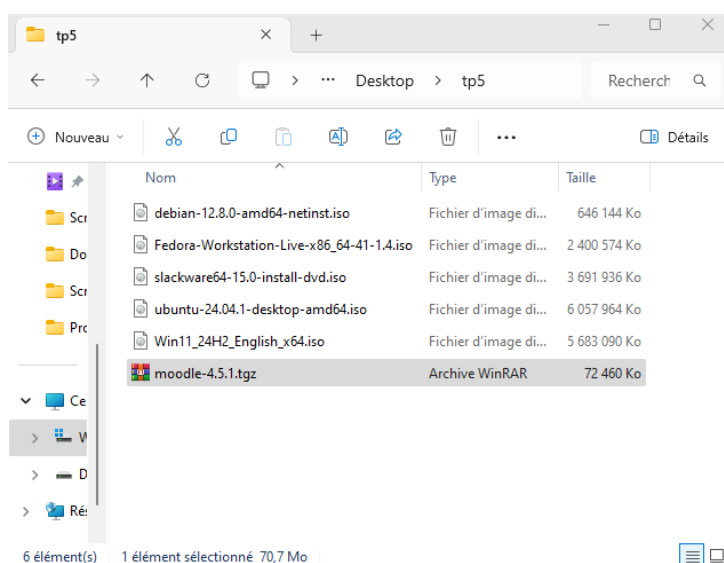 tp5
Desktop > tp5 Recherch
Nouveau Détails
Nom Type Taille
debian-12.8.0-amd64-netinst.iso Fichier d'image di... 646 144 Ko
Fedora-Workstation-Live-x86_64-41-1.4.iso Fichier d'image di... 2 400 574 Ko
slackware64-15.0-install-dvd.iso Fichier d'image di... 3 691 936 Ko
ubuntu-24.04.1-desktop-amd64.iso Fichier d'image di... 6 057 964 Ko
Win11_24H2_English_x64.iso Fichier d'image di... 5 683 090 Ko
moodle-4.5.1.tgz Archive WinRAR 72 460 Ko
Scr
Do
Scr
Pro
Ce
W
D
Rés
6 élément(s) 1 élément sélectionné 70,7 Mo